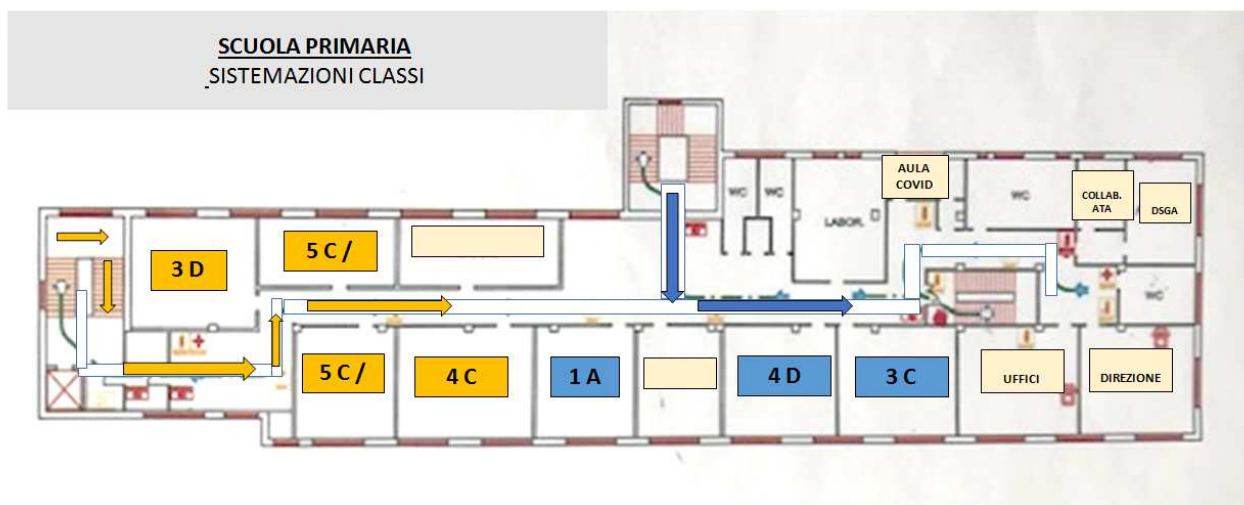 SCUOLA PRIMARIA
SISTEMAZIONI CLASSI
AULA
COVID
WC
WC
WC
COLLAB.
ATA
DSGA
LABOR.
5 C /
3 D
WC
5 C /
4 C
1 A
4 D
3 C
UFFICI
DIREZIONE